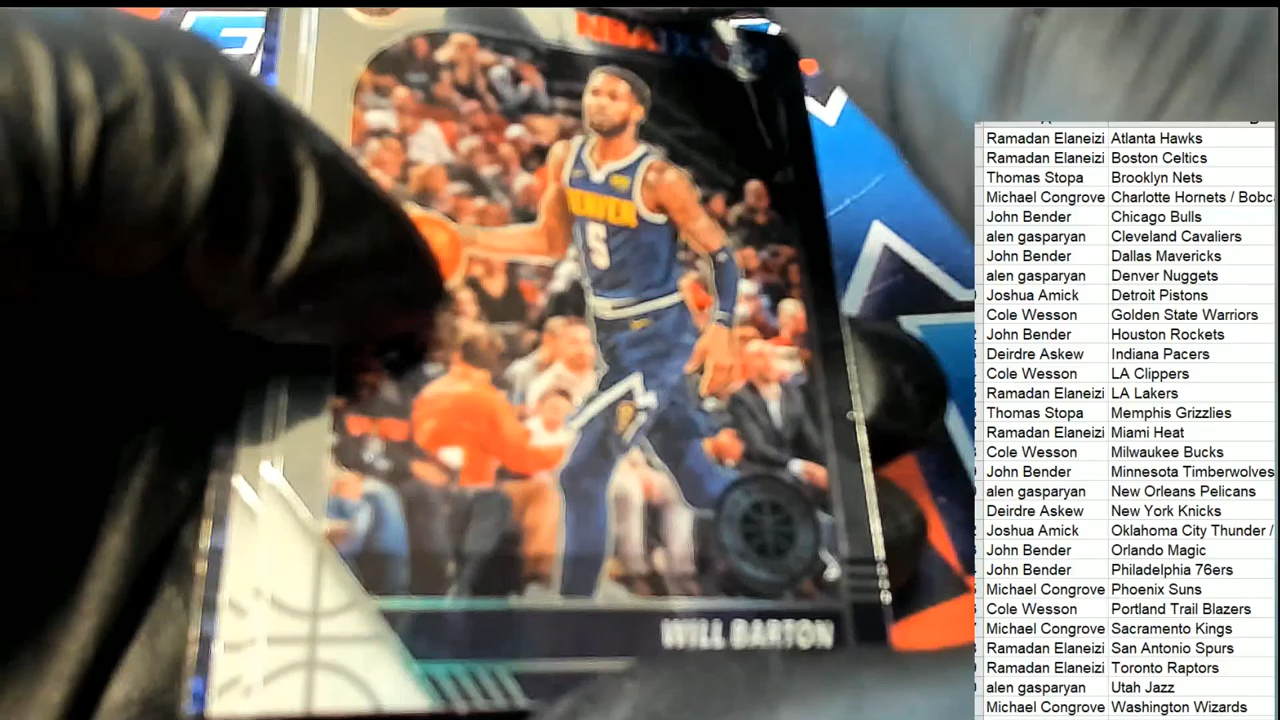 DENVER
5
WILL BARTON
Ramadan Elaneizi Atlanta Hawks
Ramadan Elaneizi Boston Celtics
Thomas Stopa Brooklyn Nets
Michael Congrove Charlotte Hornets / Bobc
John Bender Chicago Bulls
alen gasparyan Cleveland Cavaliers
John Bender Dallas Mavericks
alen gasparyan Denver Nuggets
Joshua Amick Detroit Pistons
Cole Wesson Golden State Warriors
John Bender Houston Rockets
Deirdre Askew Indiana Pacers
Cole Wesson LA Clippers
Ramadan Elaneizi LA Lakers
Thomas Stopa Memphis Grizzlies
Ramadan Elaneizi Miami Heat
Cole Wesson Milwaukee Bucks
John Bender Minnesota Timberwolves
alen gasparyan New Orleans Pelicans
Deirdre Askew New York Knicks
Joshua Amick Oklahoma City Thunder /
John Bender Orlando Magic
John Bender Philadelphia 76ers
Michael Congrove Phoenix Suns
Cole Wesson Portland Trail Blazers
Michael Congrove Sacramento Kings
Ramadan Elaneizi San Antonio Spurs
Ramadan Elaneizi Toronto Raptors
alen gasparyan Utah Jazz
Michael Congrove Washington Wizards